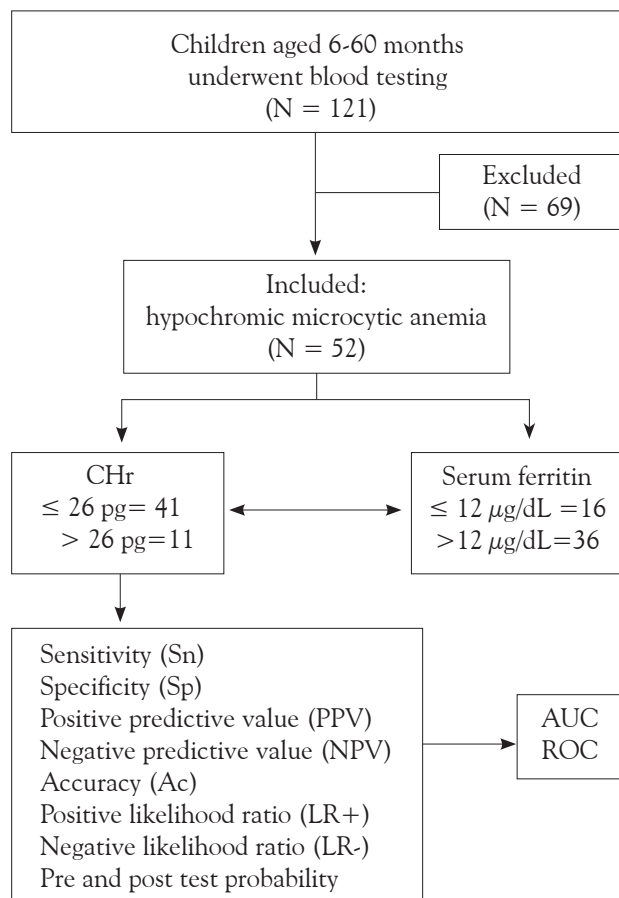 Children aged 6-60 months
underwent blood testing
(N = 121)
Excluded
(N = 69)
Included:
hypochromic microcytic anemia
(N = 52)
CHr
≤ 26 pg= 41
> 26 pg=11
Serum ferritin
≤ 12 µg/dL =16
>12 µg/dL=36
Sensitivity (Sn)
Specificity (Sp)
Positive predictive value (PPV)
Negative predictive value (NPV)
Accuracy (Ac)
Positive likelihood ratio (LR+)
Negative likelihood ratio (LR-)
Pre and post test probability
AUC
ROC